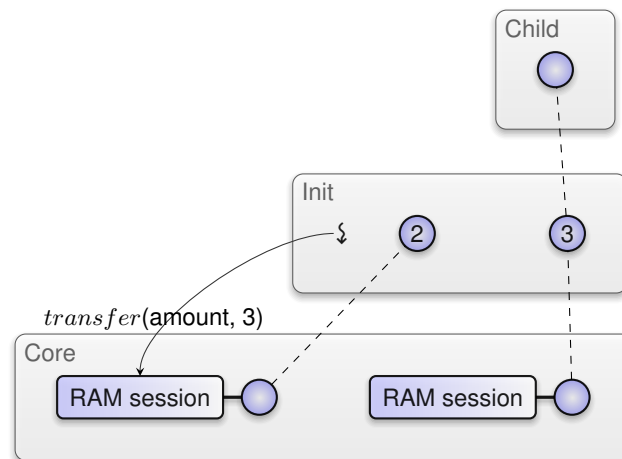 Child
Init
2
3
transfer(amount, 3)
Core
RAM session
RAM session